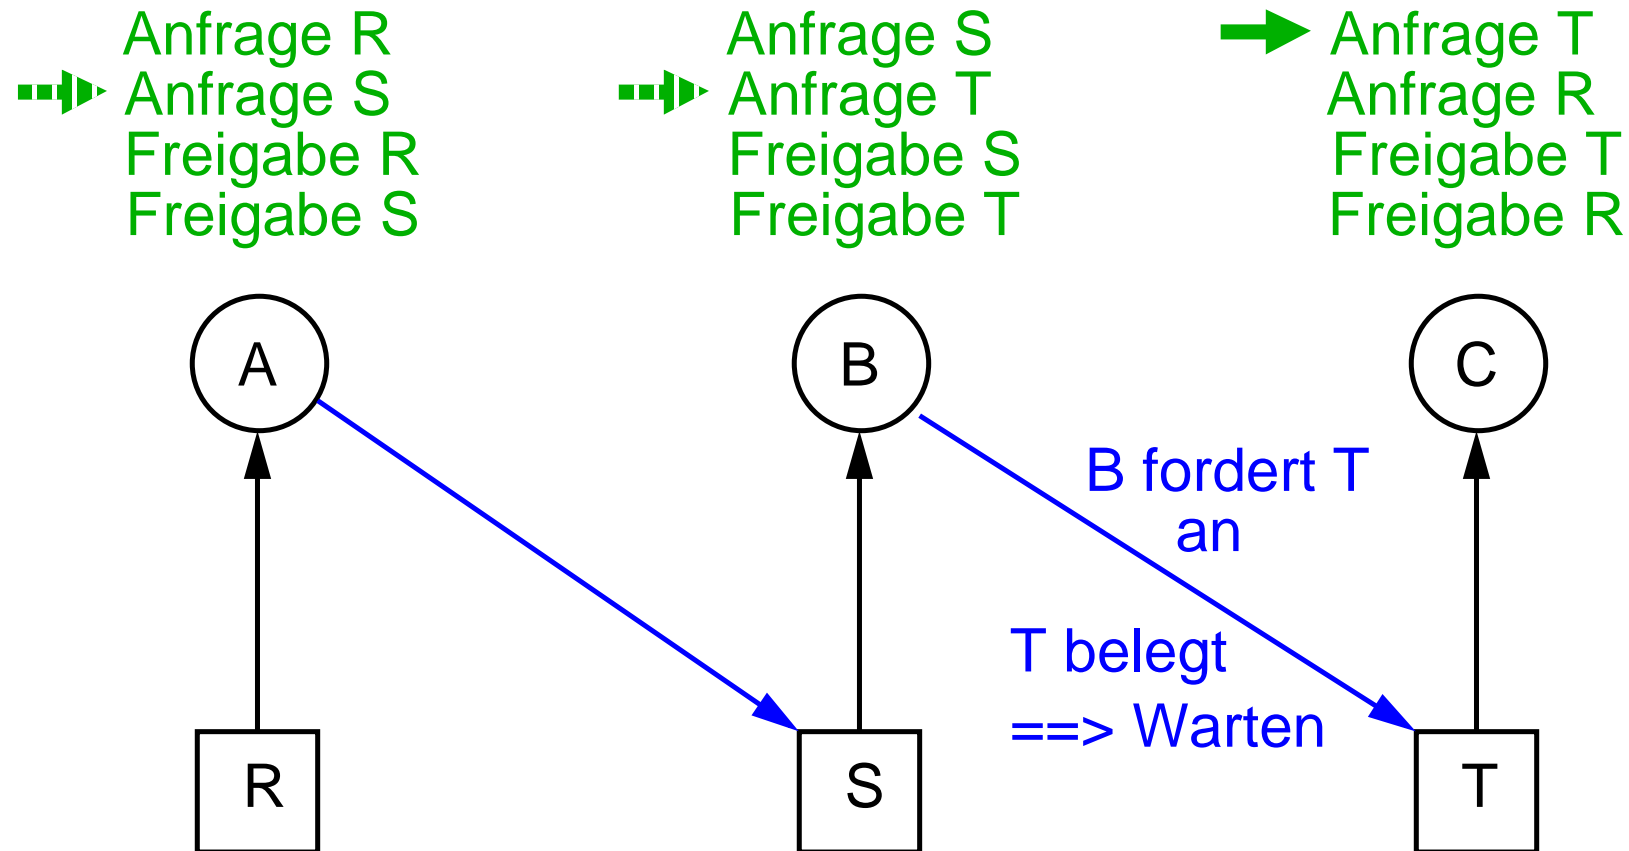 Anfrage R
Anfrage S
Freigabe R
Freigabe S
Anfrage S
Anfrage T
Freigabe S
Freigabe T
Anfrage T
Anfrage R
Freigabe T
Freigabe R
A
B
C
B fordert T
an
T belegt
==> Warten
R
S
T